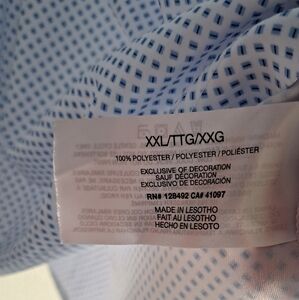 XXL/TTG/XXG
100% POLYESTER / POLYESTER / POLIÉSTER
EXCLUSIVE OF DECORATION
SAUF DÉCORATION
EXCLUSIVO DE DECORACIÓN
RN# 128492 CA# 41097
MADE IN LESOTHO
FAIT AU LESOTHO
HECHO EN LESOTO